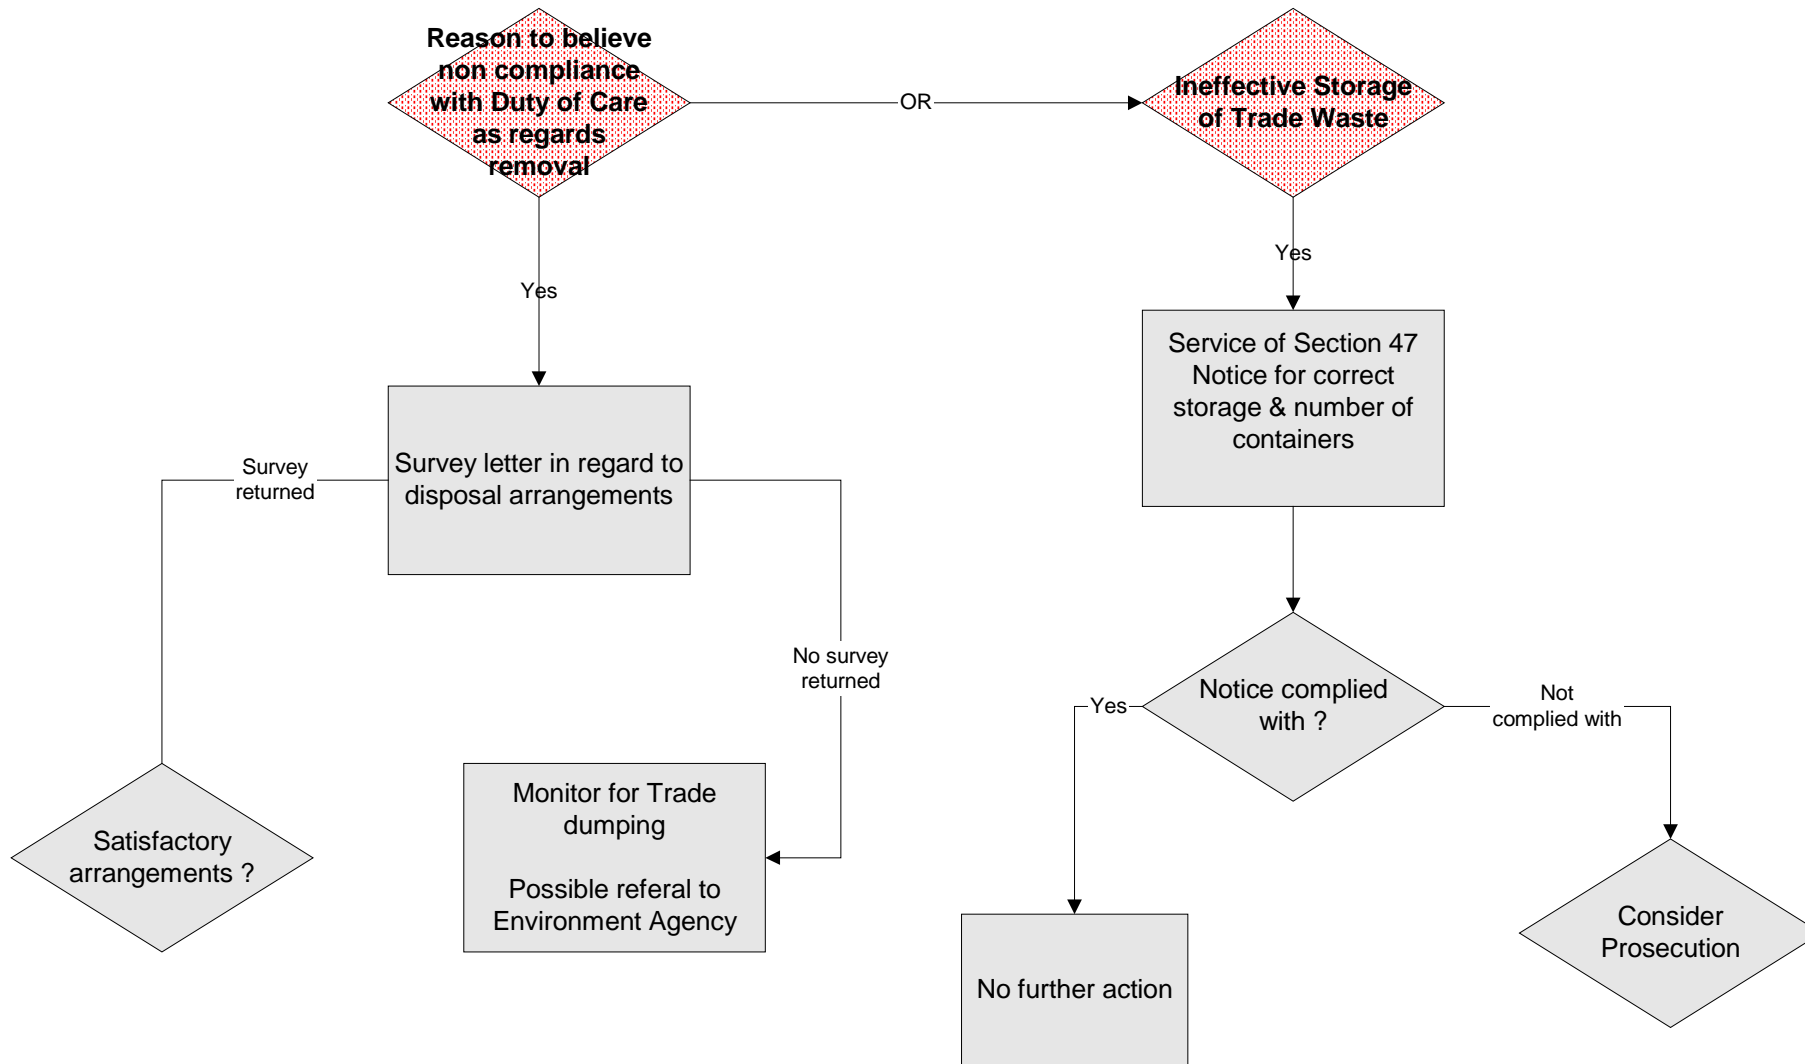 Reason to believe
non compliance
with Duty of Care
as regards
removal
OR
Ineffective Storage
of Trade Waste
Yes
Yes
Service of Section 47
Notice for correct
storage & number of
containers
Survey
returned
Survey letter in regard to
disposal arrangements
No survey
returned
Yes
Notice complied
with ?
Not
complied with
Monitor for Trade
dumping
Possible referal to
Environment Agency
Satisfactory
arrangements ?
No further action
Consider
Prosecution